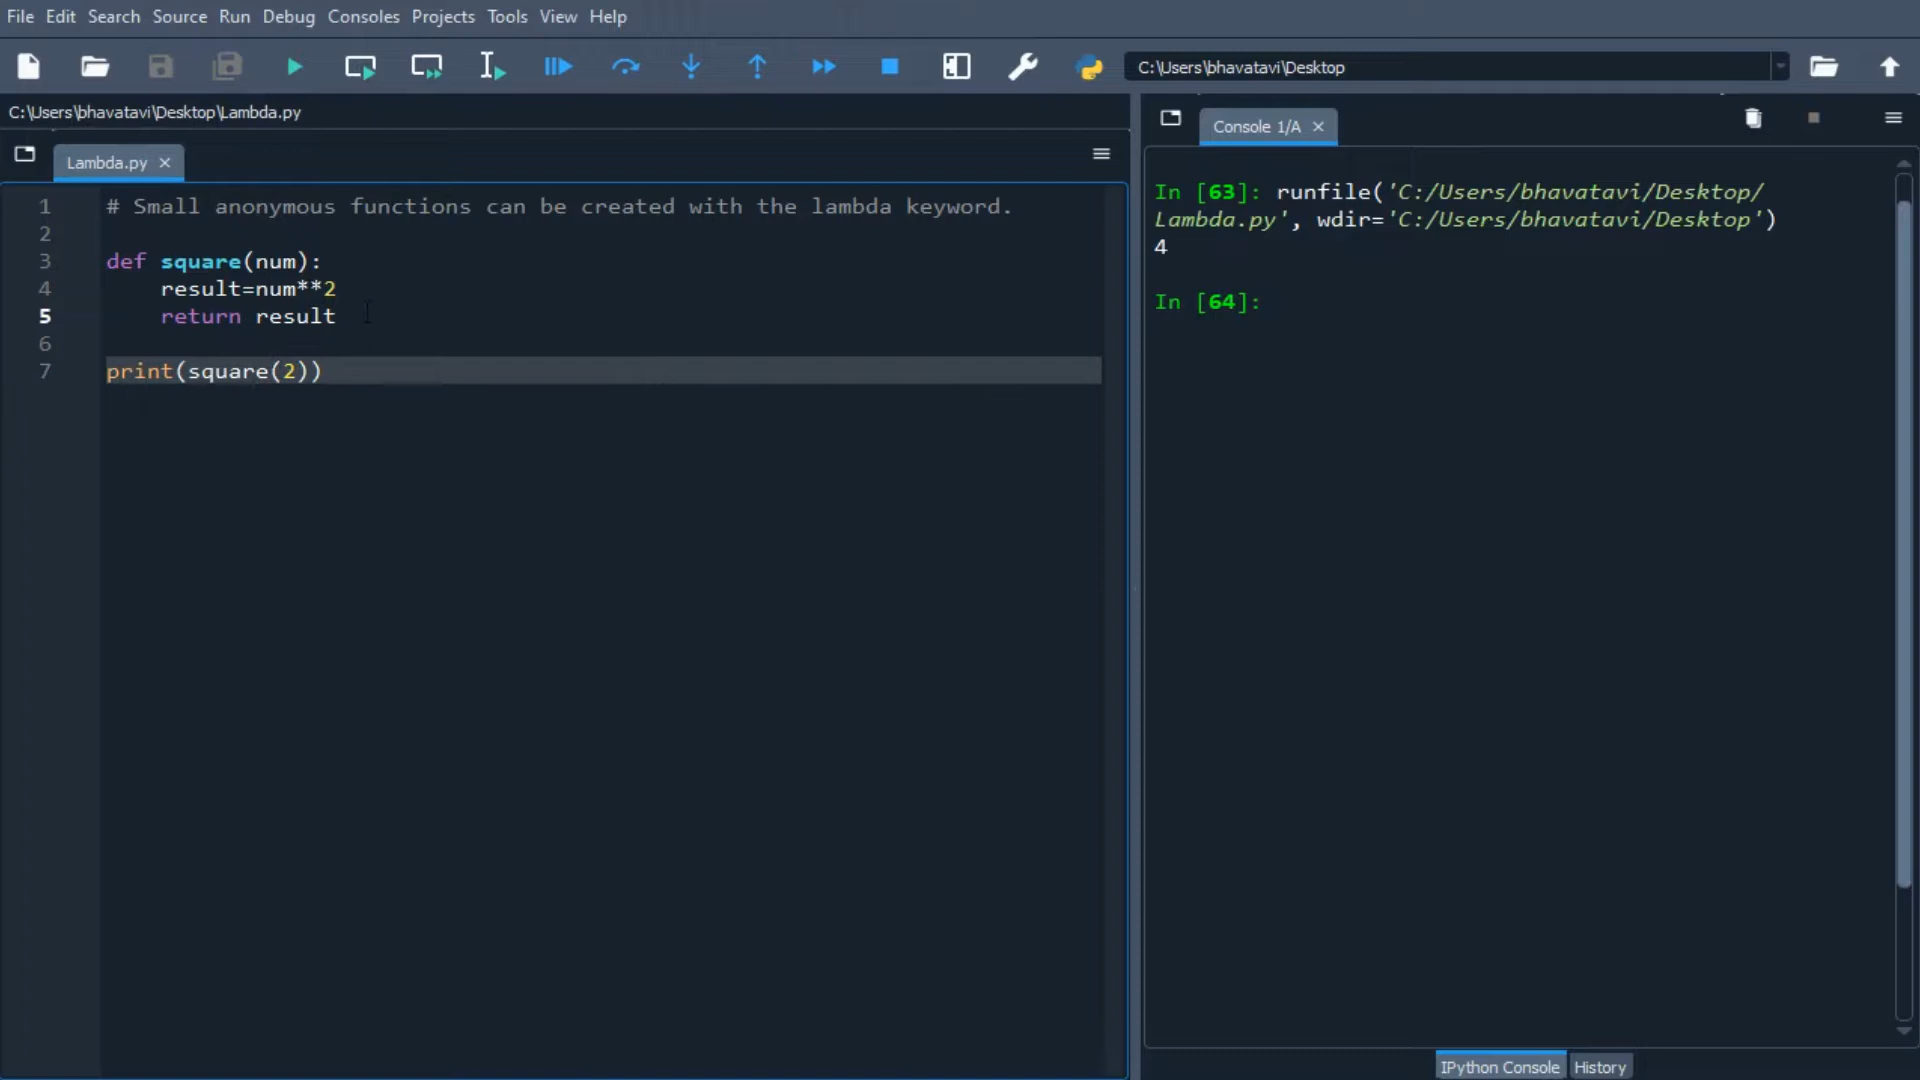 File Edit Search Source Run Debug Consoles Projects Tools View Help
C:\Users\bhavatavi\Desktop
C:\Users\bhavatavi\Desktop\Lambda.py
Lambda.py
1 # Small anonymous functions can be created with the lambda keyword.
2
3 def square(num):
4     result=num**2
5     return result
6
7 print(square(2))
Console 1/A
In [63]: runfile('C:/Users/bhavatavi/Desktop/
Lambda.py', wdir='C:/Users/bhavatavi/Desktop')
4
In [64]:
IPython Console History